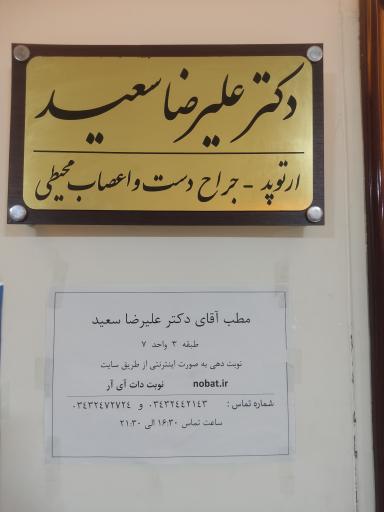 دکتر علیرضا سعید
ارتوپد - جراح دست و اعصاب محیطی
مطب آقای دکتر علیرضا سعید
طبقه ۳ واحد ۷
نوبت دهی به صورت اینترنتی از طریق سایت
nobat.ir نوبت دات آی آر
شماره تماس : ۰۳۴۳۲۴۴۲۱۴۳ و ۰۳۴۳۲۴۷۲۷۲۴
ساعت تماس ۱۶:۳۰ الی ۲۱:۳۰